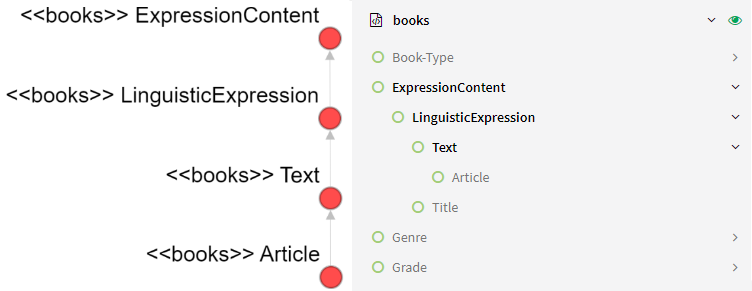 <<books>> ExpressionContent
<<books>> LinguisticExpression
<<books>> Text
<<books>> Article
books
Book-Type
ExpressionContent
LinguisticExpression
Text
Article
Title
Genre
Grade